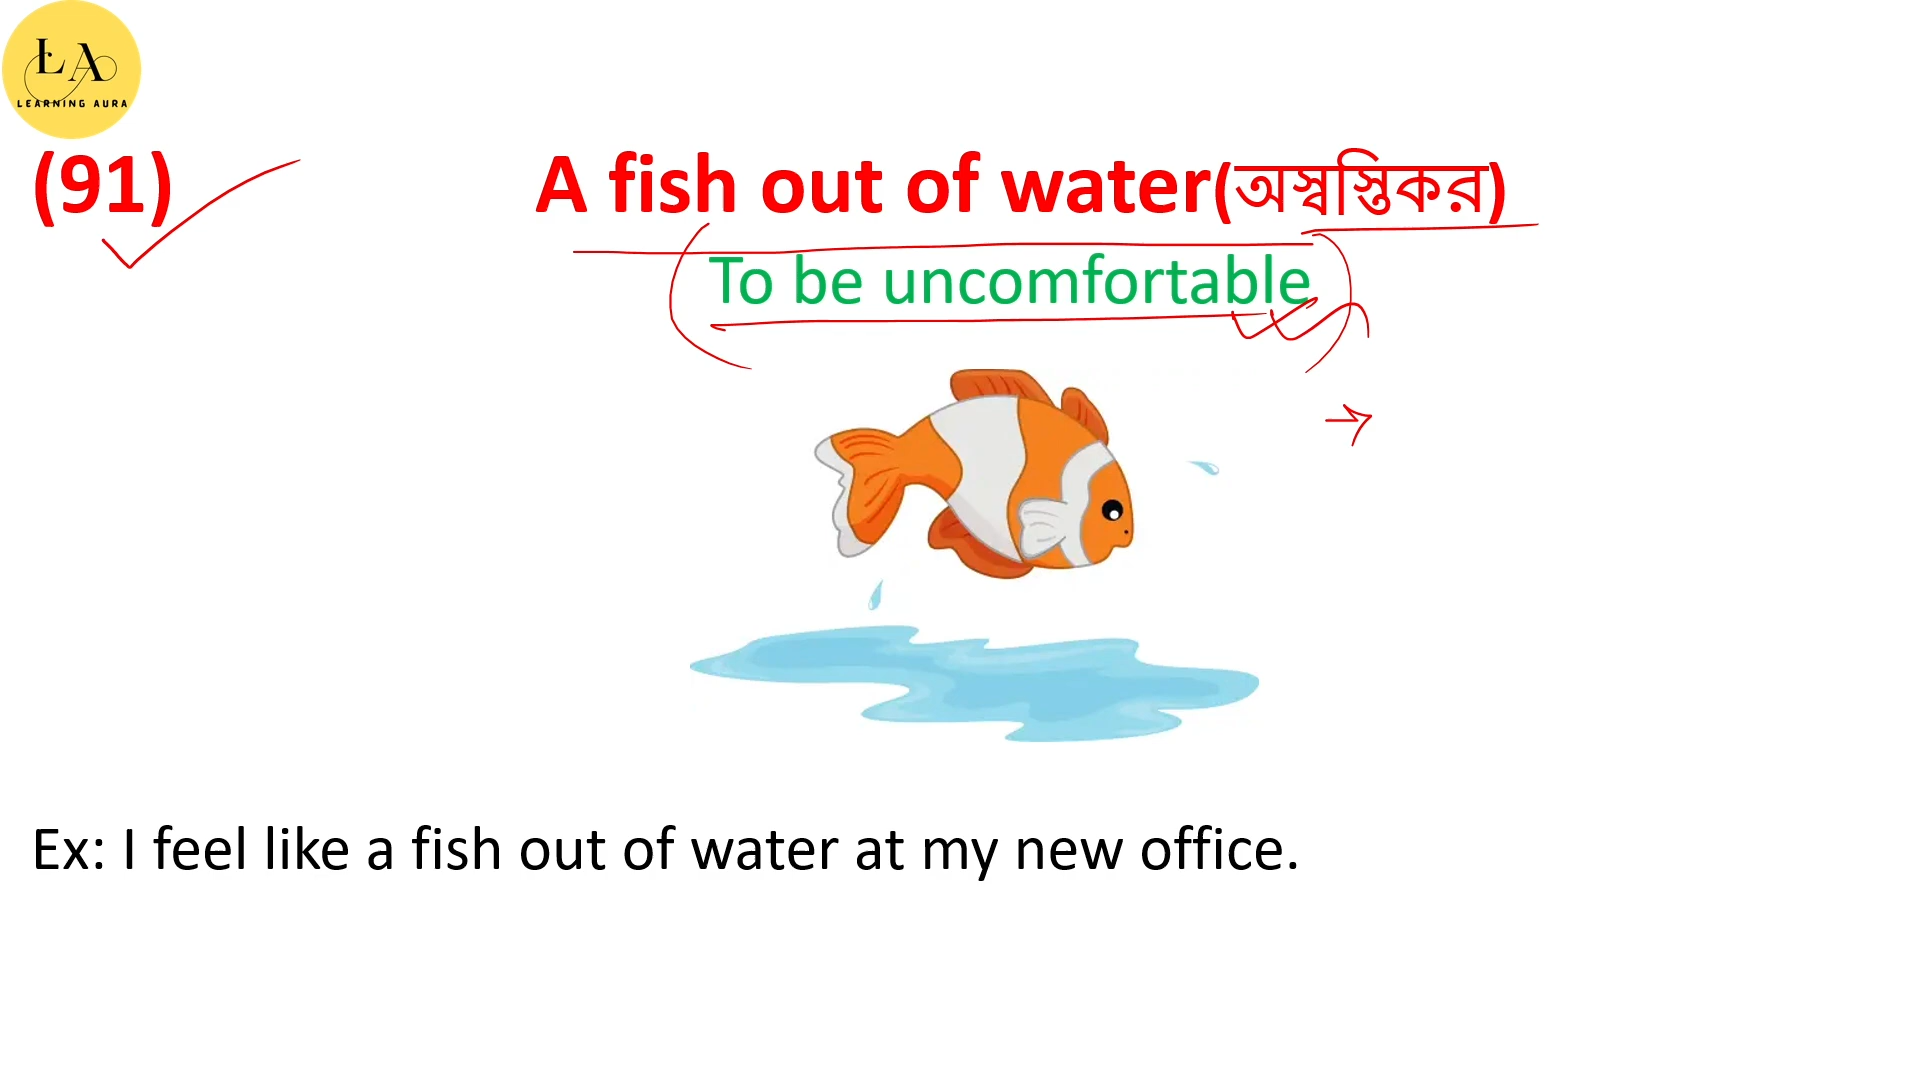 LA
LEARNING AURA
(91) A fish out of water(অস্বস্তিকর)
To be uncomfortable
Ex: I feel like a fish out of water at my new office.